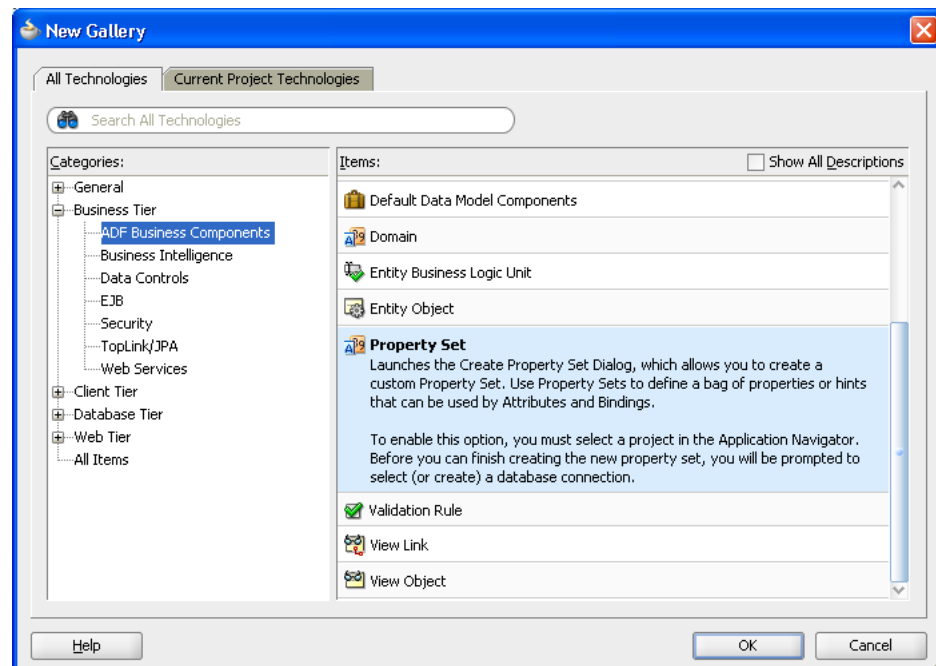 New Gallery
All Technologies
Current Project Technologies
Search All Technologies
Categories:
General
Business Tier
ADF Business Components
Business Intelligence
Data Controls
EJB
Security
TopLink/JPA
Web Services
Client Tier
Database Tier
Web Tier
All Items
Items:
Show All Descriptions
Default Data Model Components
Domain
Entity Business Logic Unit
Entity Object
Property Set
Launches the Create Property Set Dialog, which allows you to create a
custom Property Set. Use Property Sets to define a bag of properties or hints
that can be used by Attributes and Bindings.
To enable this option, you must select a project in the Application Navigator.
Before you can finish creating the new property set, you will be prompted to
select (or create) a database connection.
Validation Rule
View Link
View Object
Help
OK
Cancel